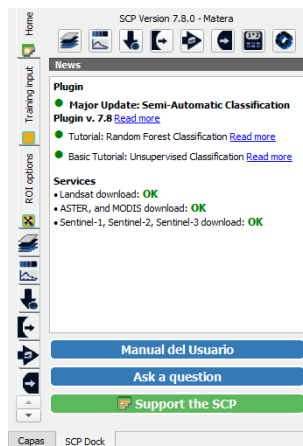 SCP Version 7.8.0 - Matera
Home
Training input
ROI options
News
Plugin
● Major Update: Semi-Automatic Classification
Plugin v. 7.8 Read more
● Tutorial: Random Forest Classification Read more
● Basic Tutorial: Unsupervised Classification Read more
Services
• Landsat download: OK
• ASTER, and MODIS download: OK
• Sentinel-1, Sentinel-2, Sentinel-3 download: OK
Manual del Usuario
Ask a question
Support the SCP
Capas SCP Dock